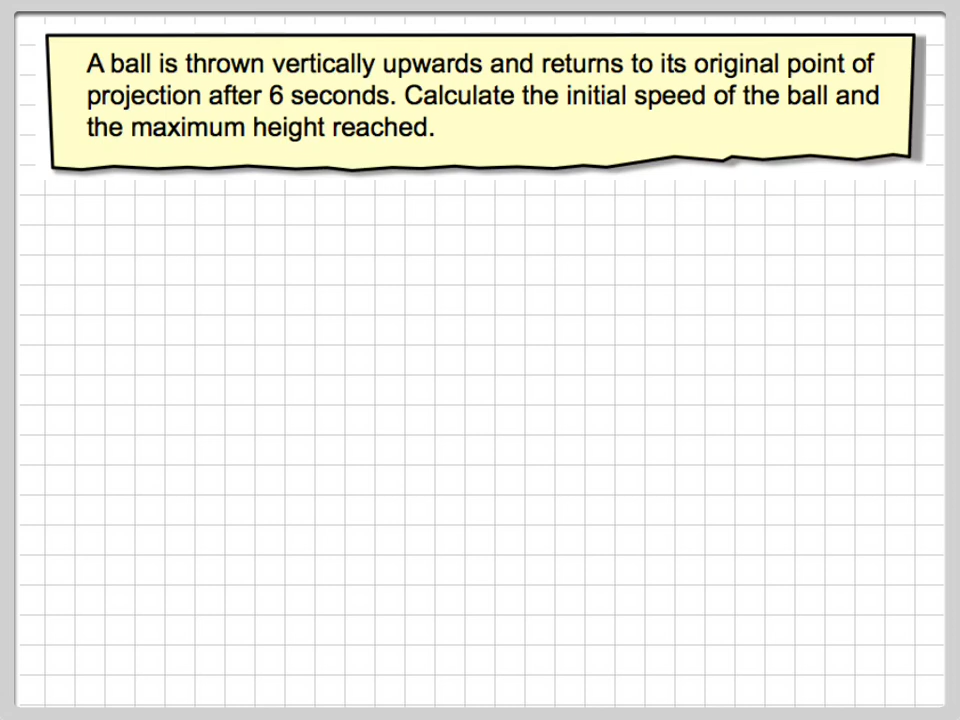 A ball is thrown vertically upwards and returns to its original point of
projection after 6 seconds. Calculate the initial speed of the ball and
the maximum height reached.